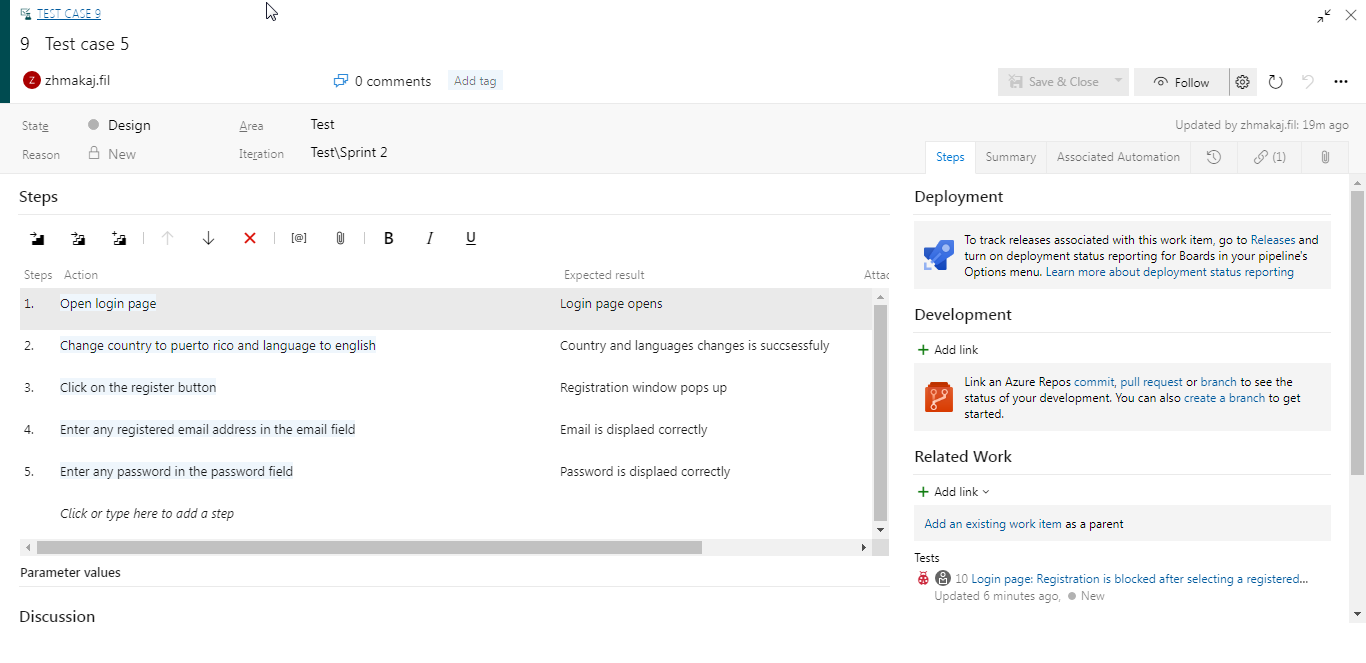 TEST CASE 9
9 Test case 5
Z zhmakaj.fil
0 comments
Add tag
Save & Close
Follow
State Design
Area Test
Updated by zhmakaj.fil: 19m ago
Reason New
Iteration Test\Sprint 2
Steps Summary Associated Automation (1)
Steps
[@] B I U
Steps Action Expected result Attac
1. Open login page Login page opens
2. Change country to puerto rico and language to english Country and languages changes is succsessfuly
3. Click on the register button Registration window pops up
4. Enter any registered email address in the email field Email is displaed correctly
5. Enter any password in the password field Password is displaed correctly
Click or type here to add a step
Parameter values
Discussion
Deployment
To track releases associated with this work item, go to Releases and
turn on deployment status reporting for Boards in your pipeline's
Options menu. Learn more about deployment status reporting
Development
+ Add link
Link an Azure Repos commit, pull request or branch to see the
status of your development. You can also create a branch to get
started.
Related Work
+ Add link
Add an existing work item as a parent
Tests
10 Login page: Registration is blocked after selecting a registered...
Updated 6 minutes ago, New